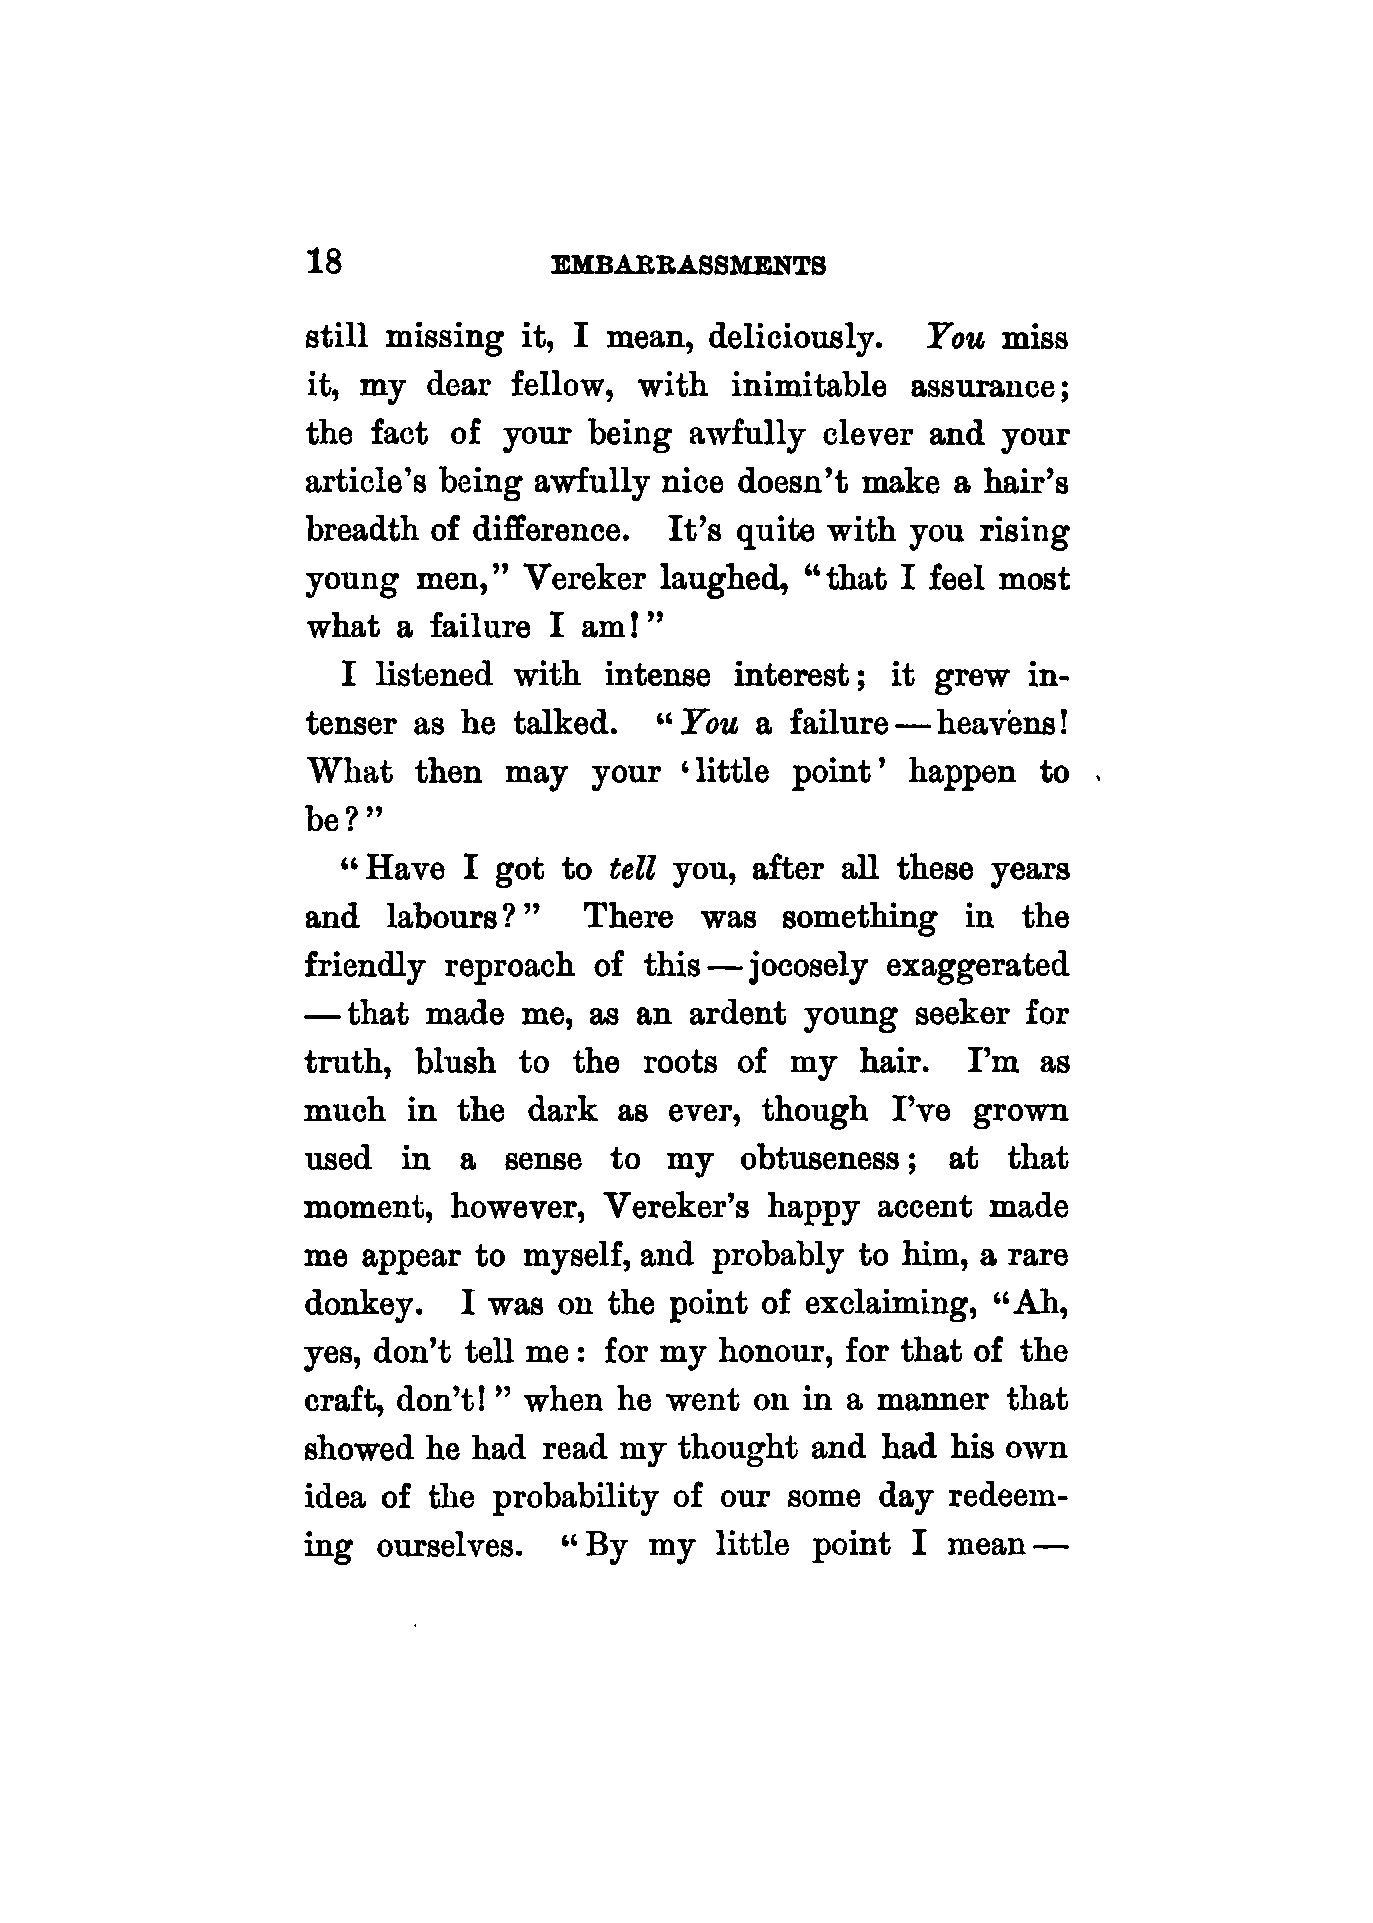 18 EMBARRASSMENTS
still missing it, I mean, deliciously. You miss
it, my dear fellow, with inimitable assurance;
the fact of your being awfully clever and your
article's being awfully nice doesn't make a hair's
breadth of difference. It's quite with you rising
young men,” Vereker laughed, “that I feel most
what a failure I am!”
I listened with intense interest; it grew in-
tenser as he talked. “You a failure—heavens!
What then may your ‘little point’ happen to
be?”
“Have I got to tell you, after all these years
and labours?” There was something in the
friendly reproach of this—jocosely exaggerated
—that made me, as an ardent young seeker for
truth, blush to the roots of my hair. I'm as
much in the dark as ever, though I've grown
used in a sense to my obtuseness; at that
moment, however, Vereker's happy accent made
me appear to myself, and probably to him, a rare
donkey. I was on the point of exclaiming, “Ah,
yes, don't tell me: for my honour, for that of the
craft, don't!” when he went on in a manner that
showed he had read my thought and had his own
idea of the probability of our some day redeem-
ing ourselves. “By my little point I mean—